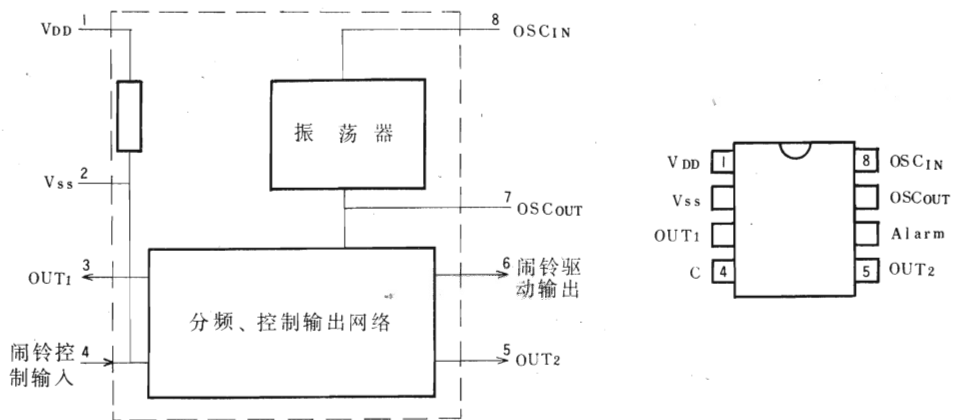 VDD 1
8 OSCIN
振荡器
Vss 2
7 OSCOUT
OUT1 3
6 闹铃驱
动输出
分频、控制输出网络
闹铃控 4
制输入
5 OUT2
VDD 1
8 OSCIN
Vss
OSCOUT
OUT1
Alarm
C 4
5 OUT2